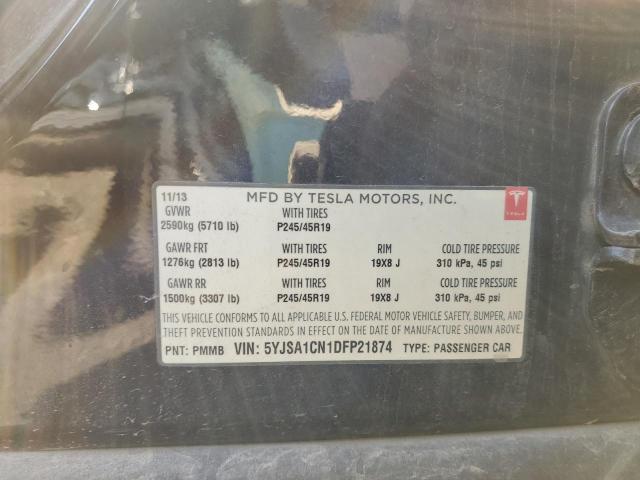 11/13 MFD BY TESLA MOTORS, INC.
GVWR WITH TIRES
2590kg (5710 lb) P245/45R19
TESLA
GAWR FRT WITH TIRES RIM COLD TIRE PRESSURE
1276kg (2813 lb) P245/45R19 19X8 J 310 kPa, 45 psi
GAWR RR WITH TIRES RIM COLD TIRE PRESSURE
1500kg (3307 lb) P245/45R19 19X8 J 310 kPa, 45 psi
THIS VEHICLE CONFORMS TO ALL APPLICABLE U.S. FEDERAL MOTOR VEHICLE SAFETY, BUMPER, AND
THEFT PREVENTION STANDARDS IN EFFECT ON THE DATE OF MANUFACTURE SHOWN ABOVE.
PNT: PMMB VIN: 5YJSA1CN1DFP21874 TYPE: PASSENGER CAR